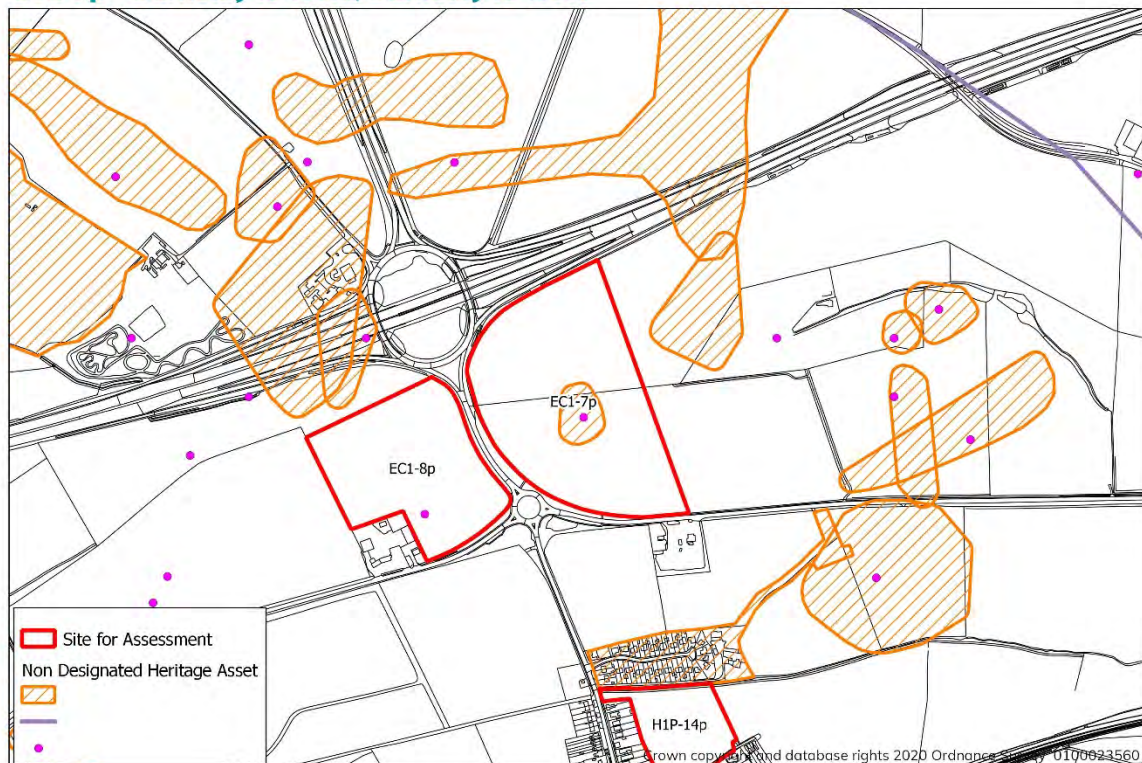 EC1-7p
EC1-8p
Site for Assessment
Non Designated Heritage Asset
H1P-14p
Crown copyright and database rights 2020 Ordnance 0100023560